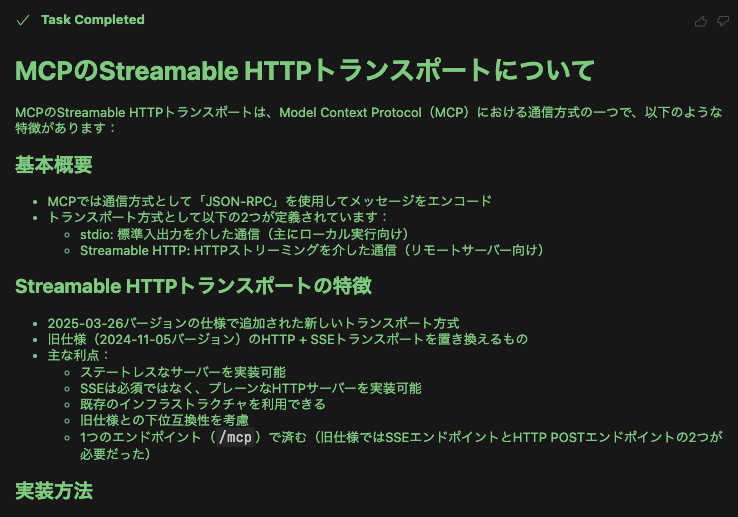 Task Completed
MCPのStreamable HTTPトランスポートについて
MCPのStreamable HTTPトランスポートは、Model Context Protocol（MCP）における通信方式の一つで、以下のような
特徴があります：
基本概要
• MCPでは通信方式として「JSON-RPC」を使用してメッセージをエンコード
• トランスポート方式として以下の2つが定義されています：
◦ stdio: 標準入出力を介した通信（主にローカル実行向け）
◦ Streamable HTTP: HTTPストリーミングを介した通信（リモートサーバー向け）
Streamable HTTPトランスポートの特徴
• 2025-03-26バージョンの仕様で追加された新しいトランスポート方式
• 旧仕様（2024-11-05バージョン）のHTTP + SSEトランスポートを置き換えるもの
• 主な利点：
◦ ステートレスなサーバーを実装可能
◦ SSEは必須ではなく、プレーンなHTTPサーバーを実装可能
◦ 既存のインフラストラクチャを利用できる
◦ 旧仕様との下位互換性を考慮
◦ 1つのエンドポイント（/mcp）で済む（旧仕様ではSSEエンドポイントとHTTP POSTエンドポイントの2つが
必要だった）
実装方法